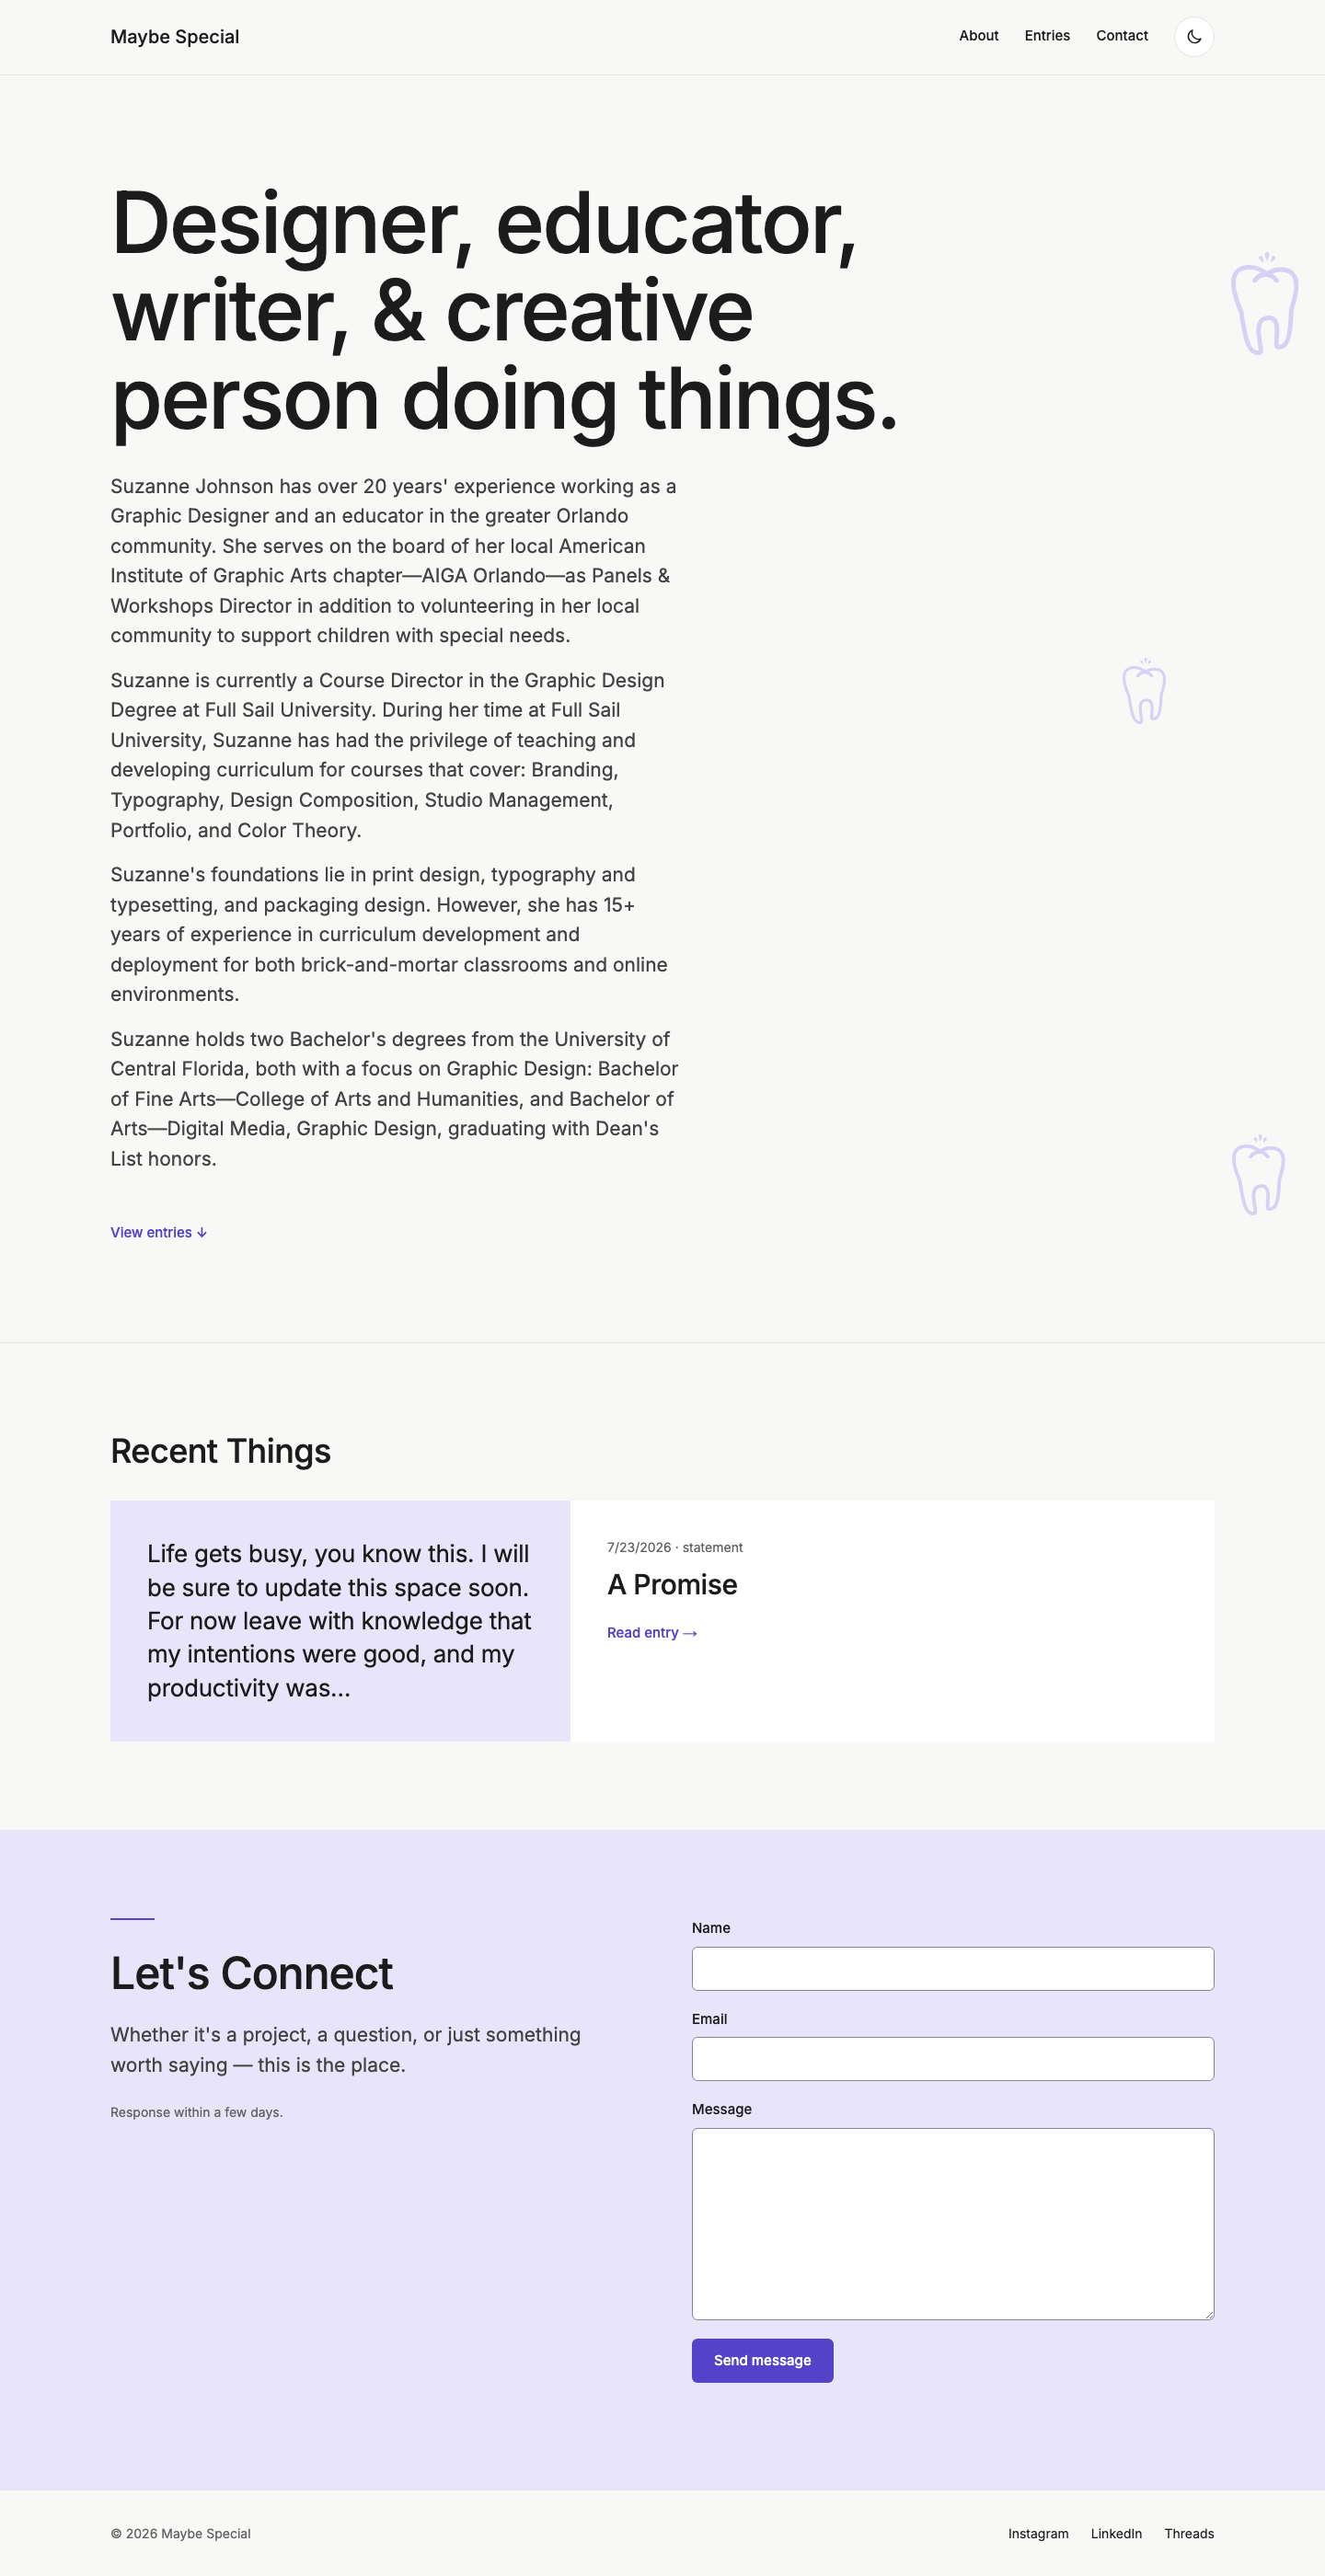 Maybe Special
About
Entries
Contact
Designer, educator,
writer, & creative
person doing things.
Suzanne Johnson has over 20 years' experience working as a
Graphic Designer and an educator in the greater Orlando
community. She serves on the board of her local American
Institute of Graphic Arts chapter—AIGA Orlando—as Panels &
Workshops Director in addition to volunteering in her local
community to support children with special needs.
Suzanne is currently a Course Director in the Graphic Design
Degree at Full Sail University. During her time at Full Sail
University, Suzanne has had the privilege of teaching and
developing curriculum for courses that cover: Branding,
Typography, Design Composition, Studio Management,
Portfolio, and Color Theory.
Suzanne's foundations lie in print design, typography and
typesetting, and packaging design. However, she has 15+
years of experience in curriculum development and
deployment for both brick-and-mortar classrooms and online
environments.
Suzanne holds two Bachelor's degrees from the University of
Central Florida, both with a focus on Graphic Design: Bachelor
of Fine Arts—College of Arts and Humanities, and Bachelor of
Arts—Digital Media, Graphic Design, graduating with Dean's
List honors.
View entries ↓
Recent Things
Life gets busy, you know this. I will
be sure to update this space soon.
For now leave with knowledge that
my intentions were good, and my
productivity was...
7/23/2026 · statement
A Promise
Read entry →
Let's Connect
Whether it's a project, a question, or just something
worth saying — this is the place.
Response within a few days.
Name
Email
Message
Send message
© 2026 Maybe Special
Instagram
LinkedIn
Threads